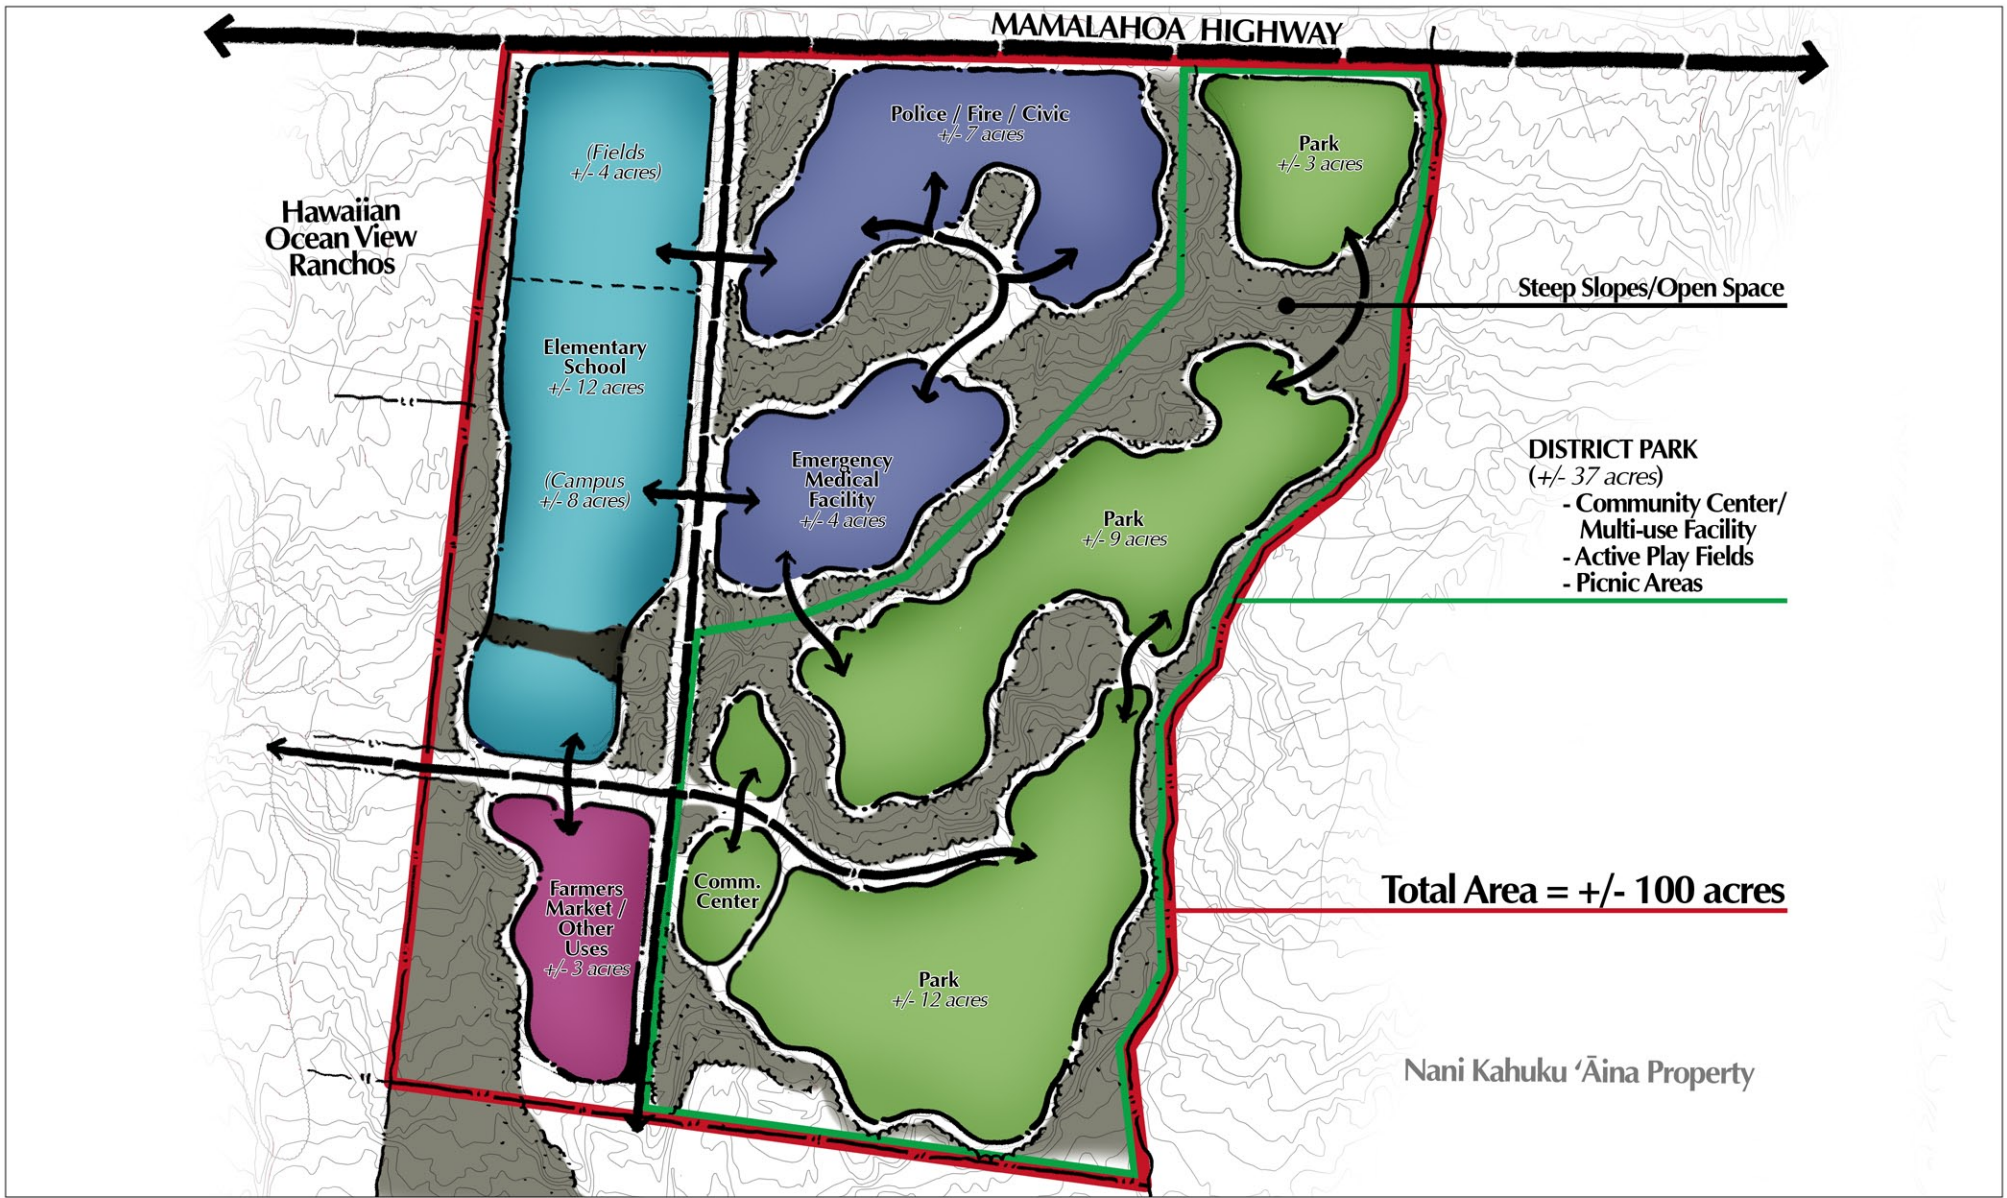 MAMALAHOA HIGHWAY
Police / Fire / Civic
+/- 7 acres
Park
+/- 3 acres
(Fields
+/- 4 acres)
Hawaiian
Ocean View
Ranchos
Steep Slopes/Open Space
Elementary
School
+/- 12 acres
DISTRICT PARK
(+/- 37 acres)
- Community Center/
Multi-use Facility
- Active Play Fields
- Picnic Areas
Emergency
Medical
Facility
+/- 4 acres
(Campus
+/- 8 acres)
Park
+/- 9 acres
Farmers
Market /
Other
Uses
+/- 3 acres
Comm.
Center
Total Area = +/- 100 acres
Park
+/- 12 acres
Nani Kahuku ‘Āina Property